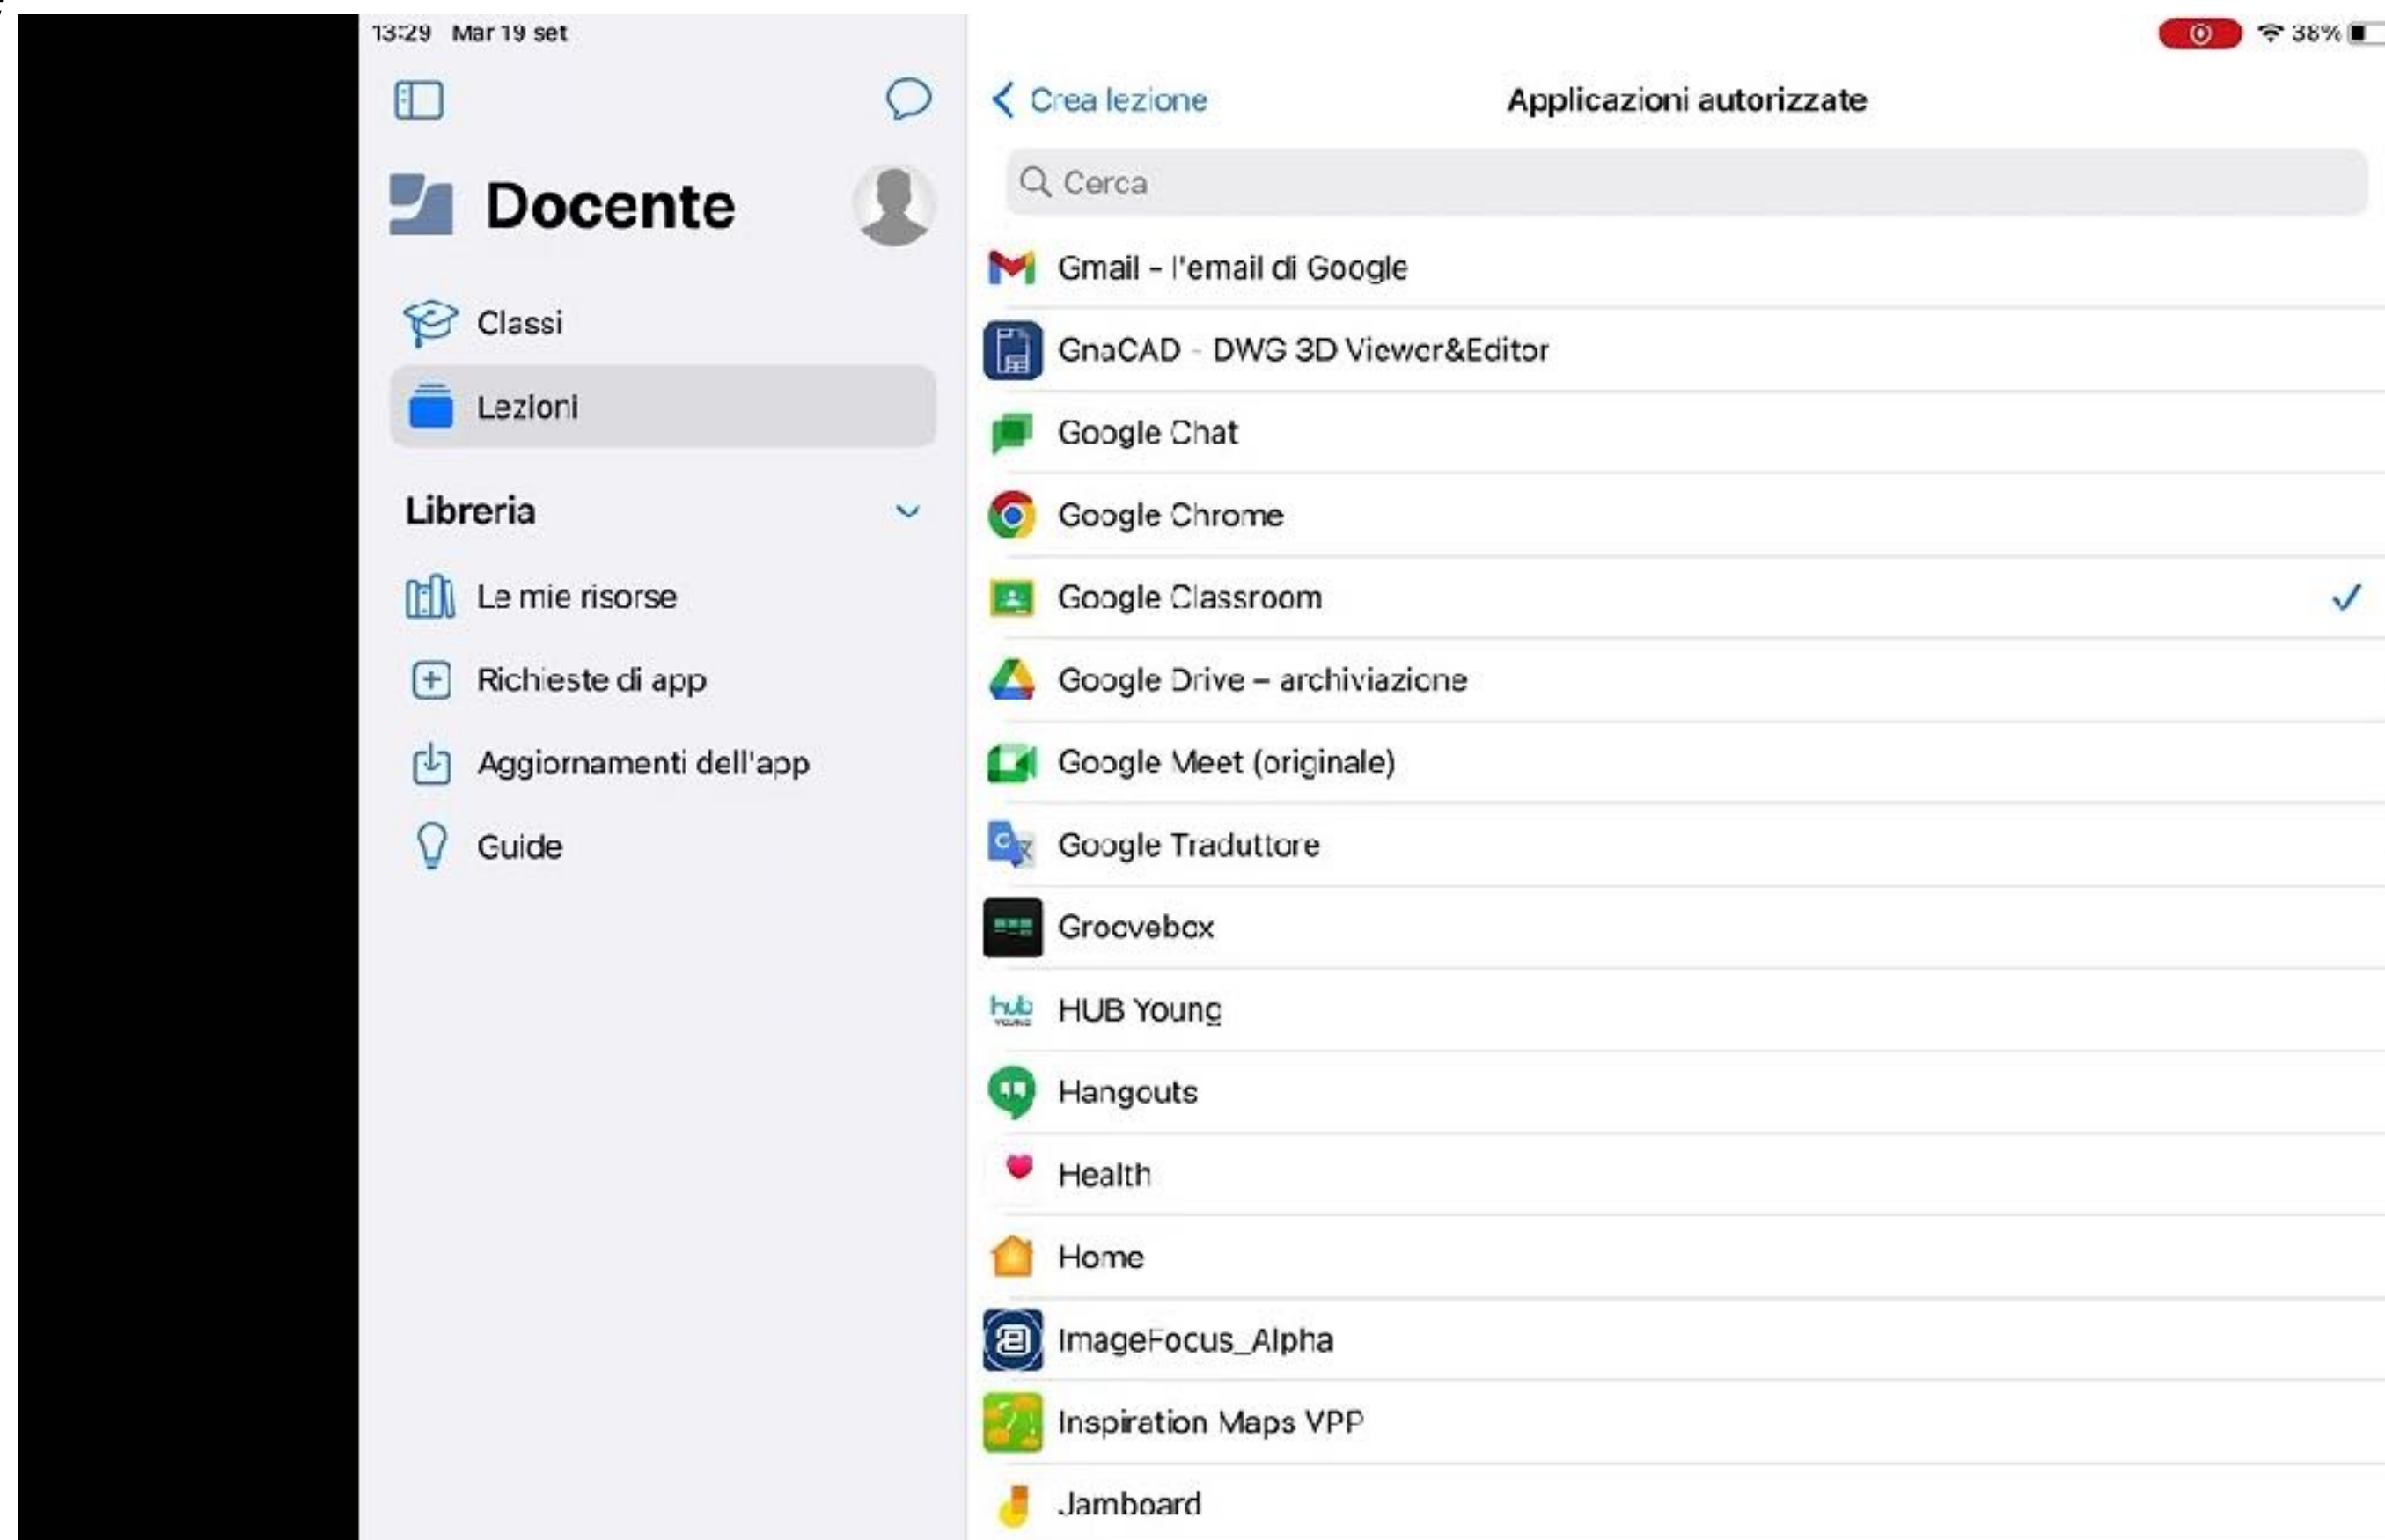 13:29 Mar 19 set
38%
Docente
Classi
Lezioni
Libreria
Le mie risorse
Richieste di app
Aggiornamenti dell'app
Guide
Crea lezione
Applicazioni autorizzate
Cerca
Gmail - l'email di Google
GnaCAD - DWG 3D Viewer&Editor
Google Chat
Google Chrome
Google Classroom
Google Drive – archiviazione
Google Meet (originale)
Google Traduttore
Groovebox
hub
HUB Young
Hangouts
Health
Home
ImageFocus_Alpha
Inspiration Maps VPP
Jamboard